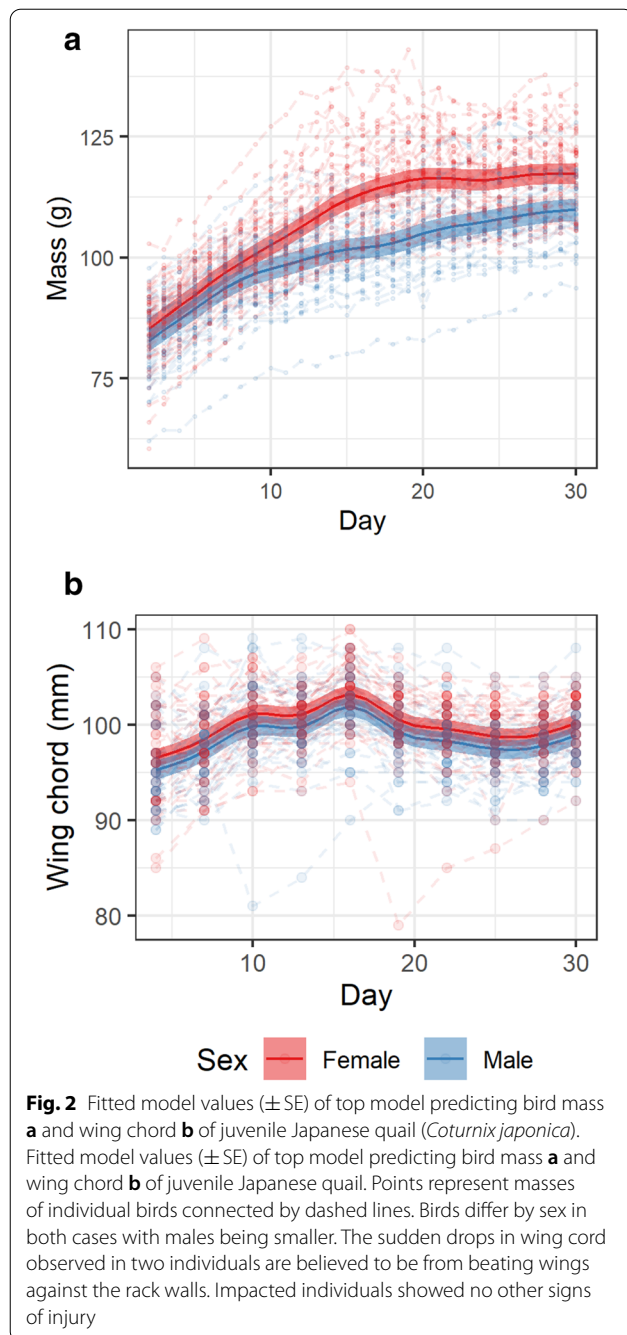 a
125
100
75
Mass (g)
10
20
30
Day
b
110
100
90
80
Wing chord (mm)
10
20
30
Day
Sex Female Male
Fig. 2 Fitted model values (± SE) of top model predicting bird mass
a and wing chord b of juvenile Japanese quail (Coturnix japonica).
Fitted model values (± SE) of top model predicting bird mass a and
wing chord b of juvenile Japanese quail. Points represent masses
of individual birds connected by dashed lines. Birds differ by sex in
both cases with males being smaller. The sudden drops in wing cord
observed in two individuals are believed to be from beating wings
against the rack walls. Impacted individuals showed no other signs
of injury